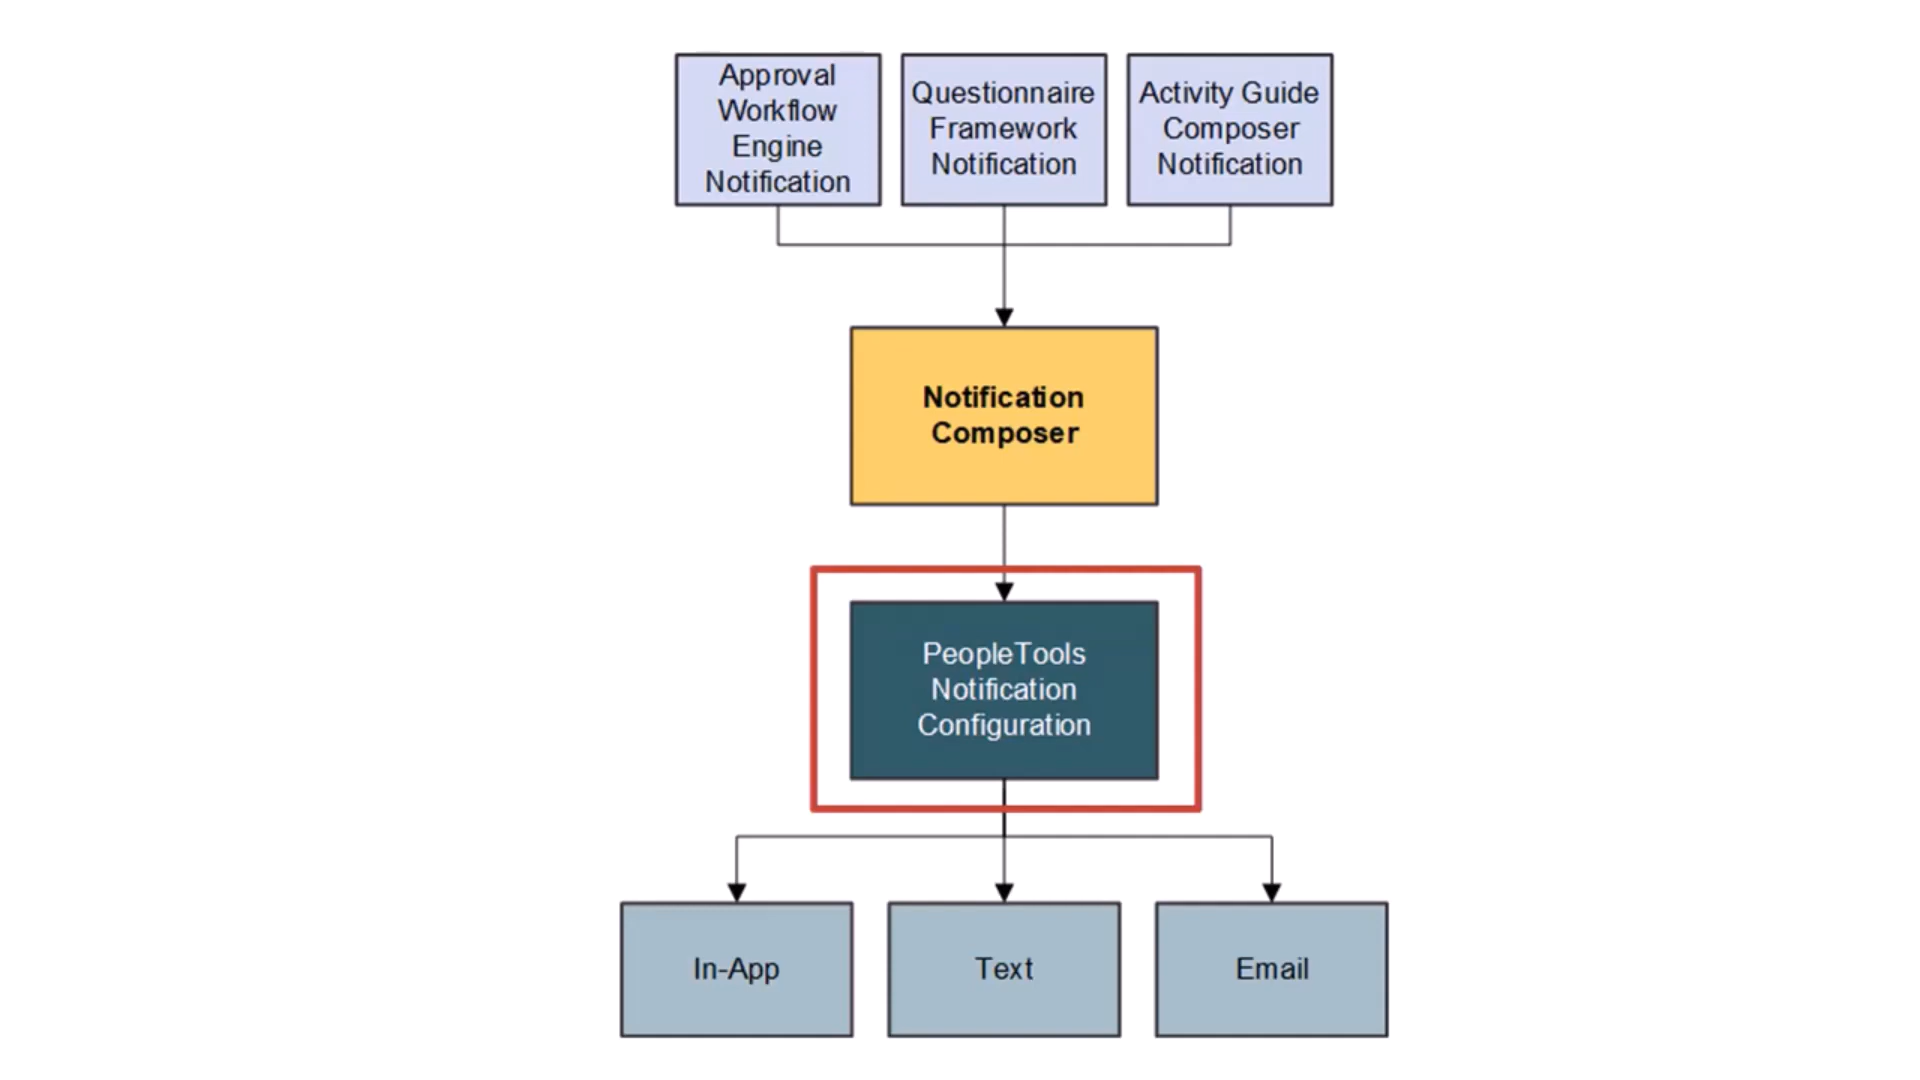 Approval
Workflow
Engine
Notification
Questionnaire
Framework
Notification
Activity Guide
Composer
Notification
Notification
Composer
PeopleTools
Notification
Configuration
In-App
Text
Email